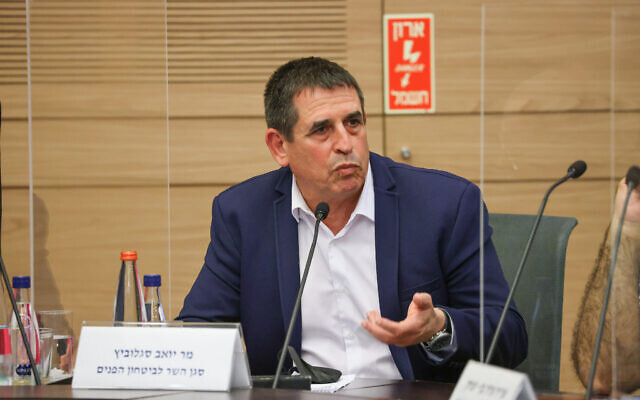 ארון
חשמל
מר יואב סגלוביץ
סגן השר לביטחון הפנים